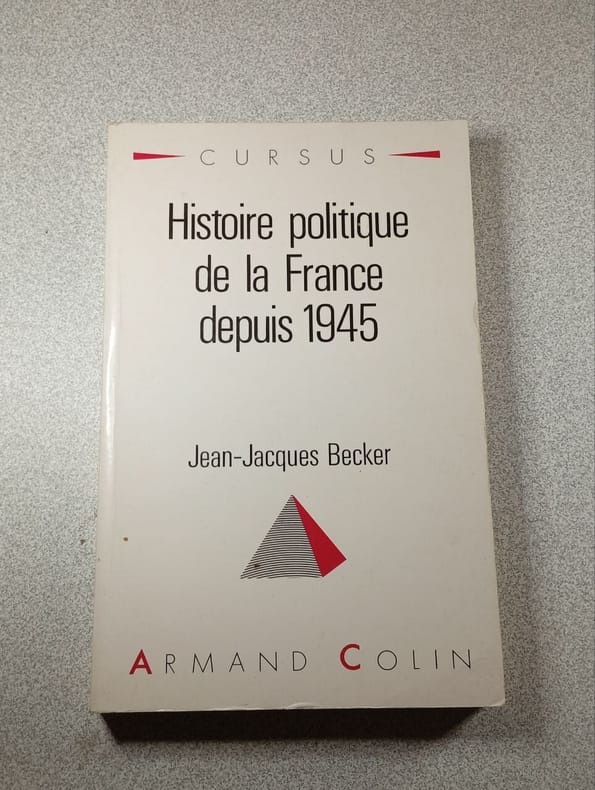 CURSUS
Histoire politique
de la France
depuis 1945
Jean-Jacques Becker
ARMAND COLIN